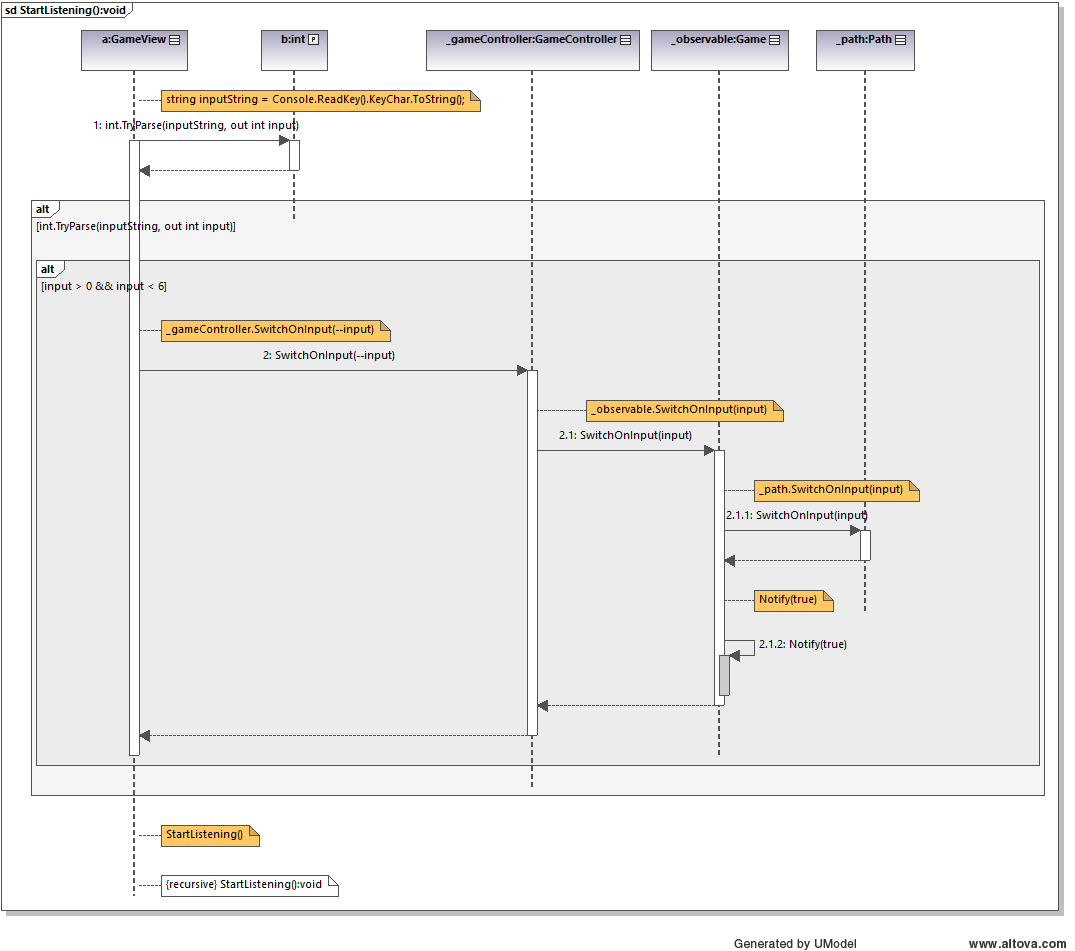 sd StartListening():void
a:GameView
b:int
P
_gameController:GameController
_observable:Game
_path:Path
string inputString = Console.ReadKey().KeyChar.ToString();
1: int.TryParse(inputString, out int input)
alt
[int.TryParse(inputString, out int input)]
alt
[input > 0 && input < 6]
_gameController.SwitchOnInput(--input)
2: SwitchOnInput(--input)
_observable.SwitchOnInput(input)
2.1: SwitchOnInput(input)
_path.SwitchOnInput(input)
2.1.1: SwitchOnInput(input)
Notify(true)
2.1.2: Notify(true)
StartListening()
{recursive} StartListening():void
Generated by UModel
www.altova.com